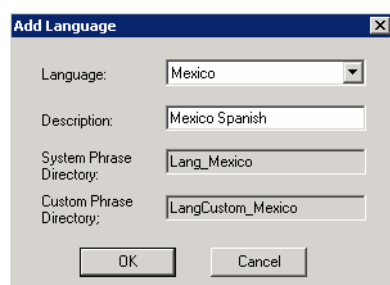 Add Language
Language: Mexico
Description: Mexico Spanish
System Phrase
Directory: Lang_Mexico
Custom Phrase
Directory; LangCustom_Mexico
OK Cancel